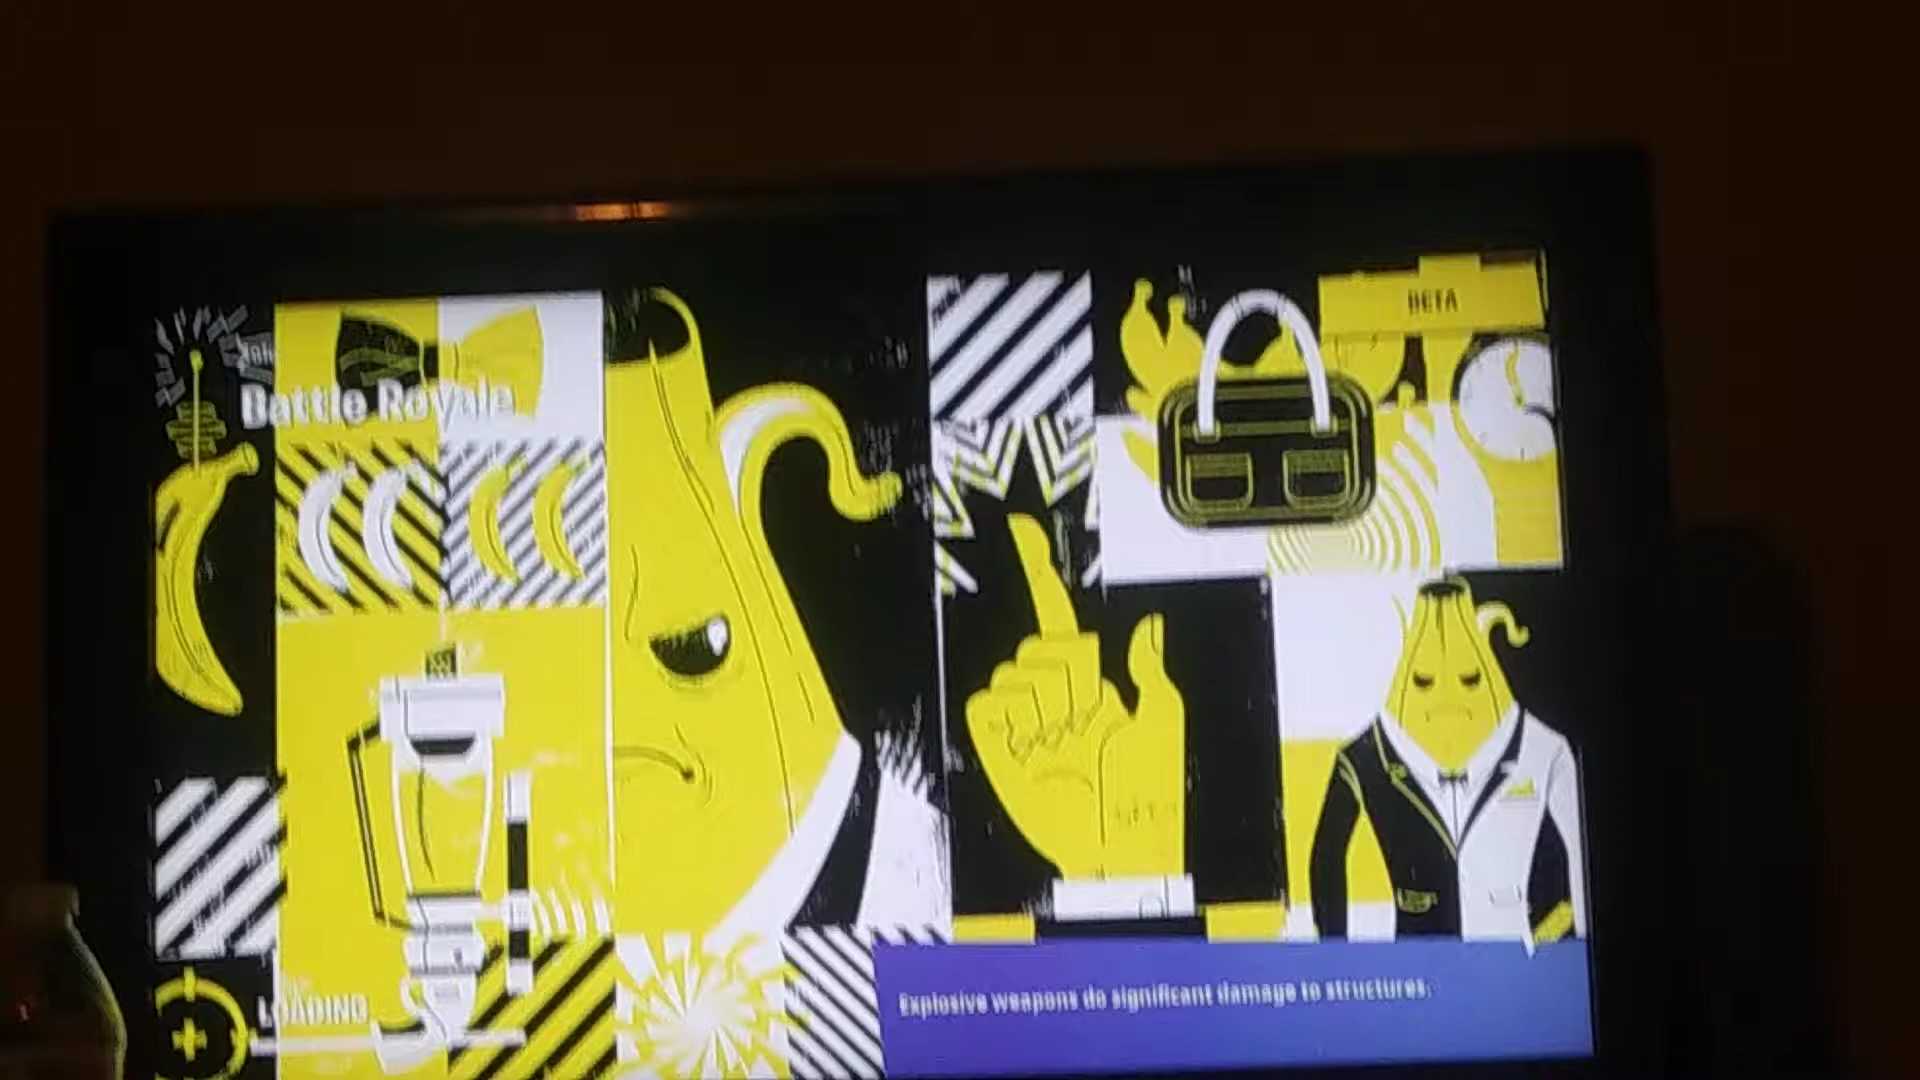 Battle Royale
BETA
LOADING
Explosive weapons do significant damage to structures.